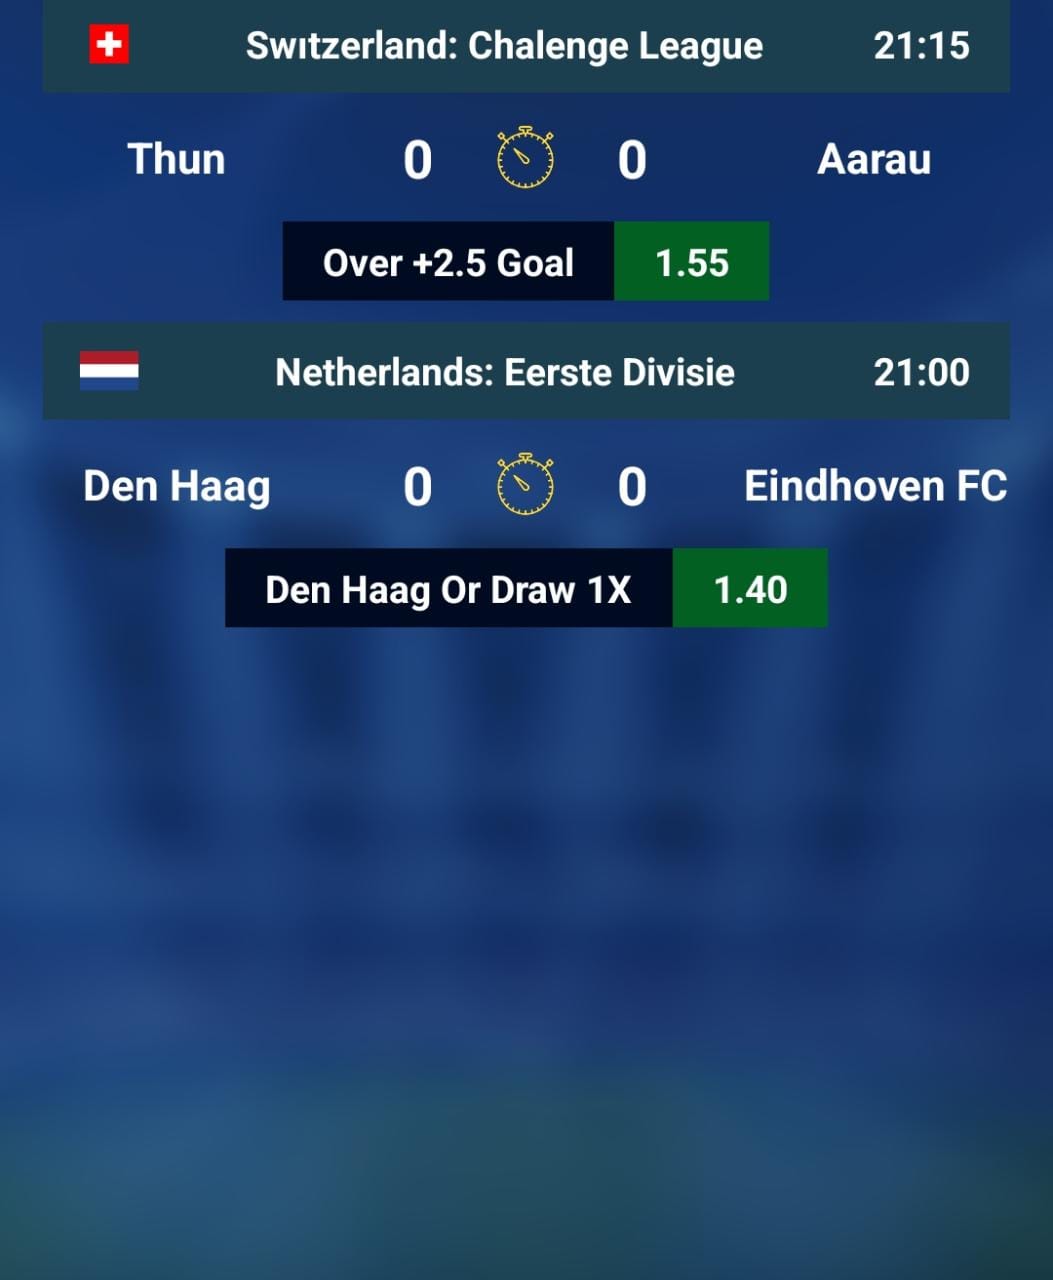 Swıtzerland: Chalenge League 21:15
Thun 0 0 Aarau
Over +2.5 Goal 1.55
Netherlands: Eerste Divisie 21:00
Den Haag 0 0 Eindhoven FC
Den Haag Or Draw 1X 1.40